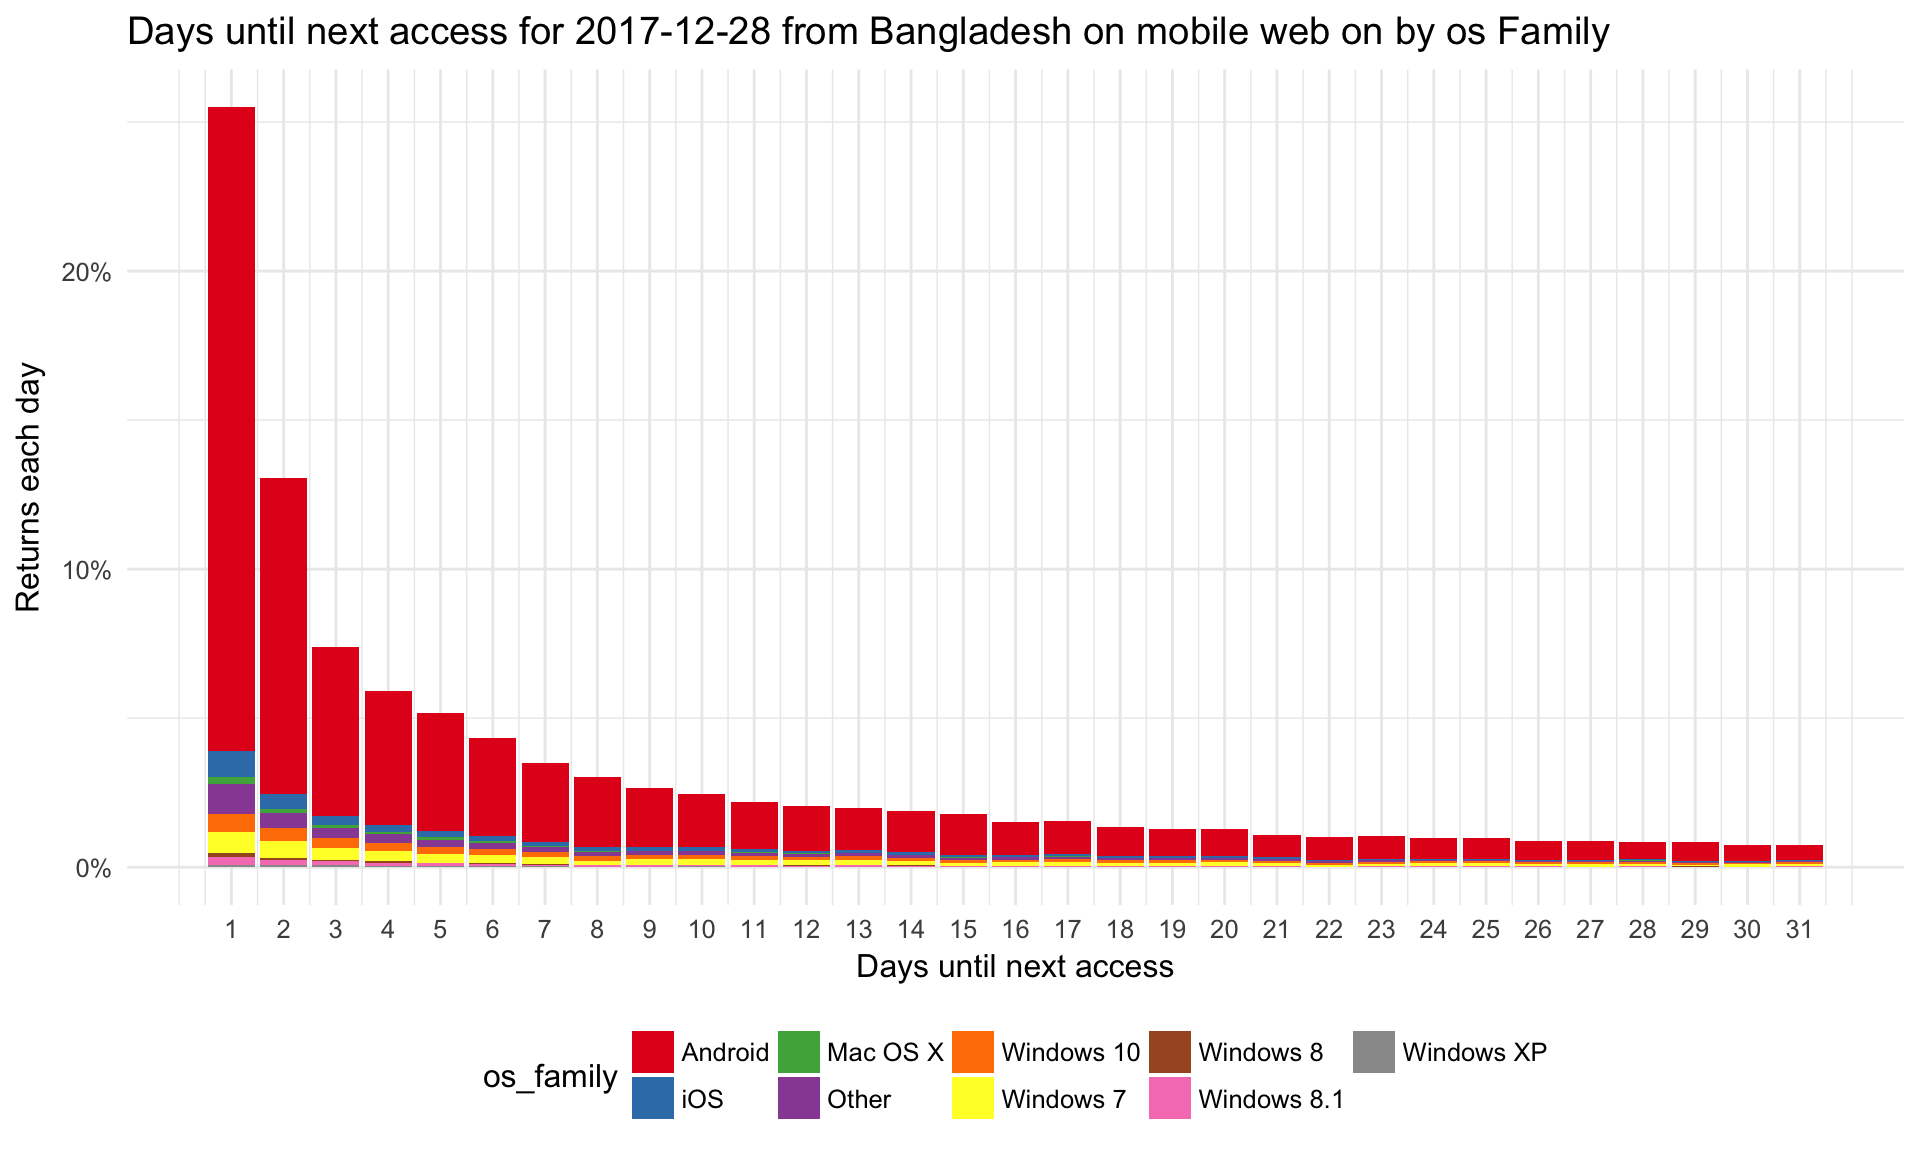 Days until next access for 2017-12-28 from Bangladesh on mobile web on by os Family
Returns each day
20%
10%
0%
1 2 3 4 5 6 7 8 9 10 11 12 13 14 15 16 17 18 19 20 21 22 23 24 25 26 27 28 29 30 31
Days until next access
os_family
Android Mac OS X Windows 10 Windows 8 Windows XP
iOS Other Windows 7 Windows 8.1